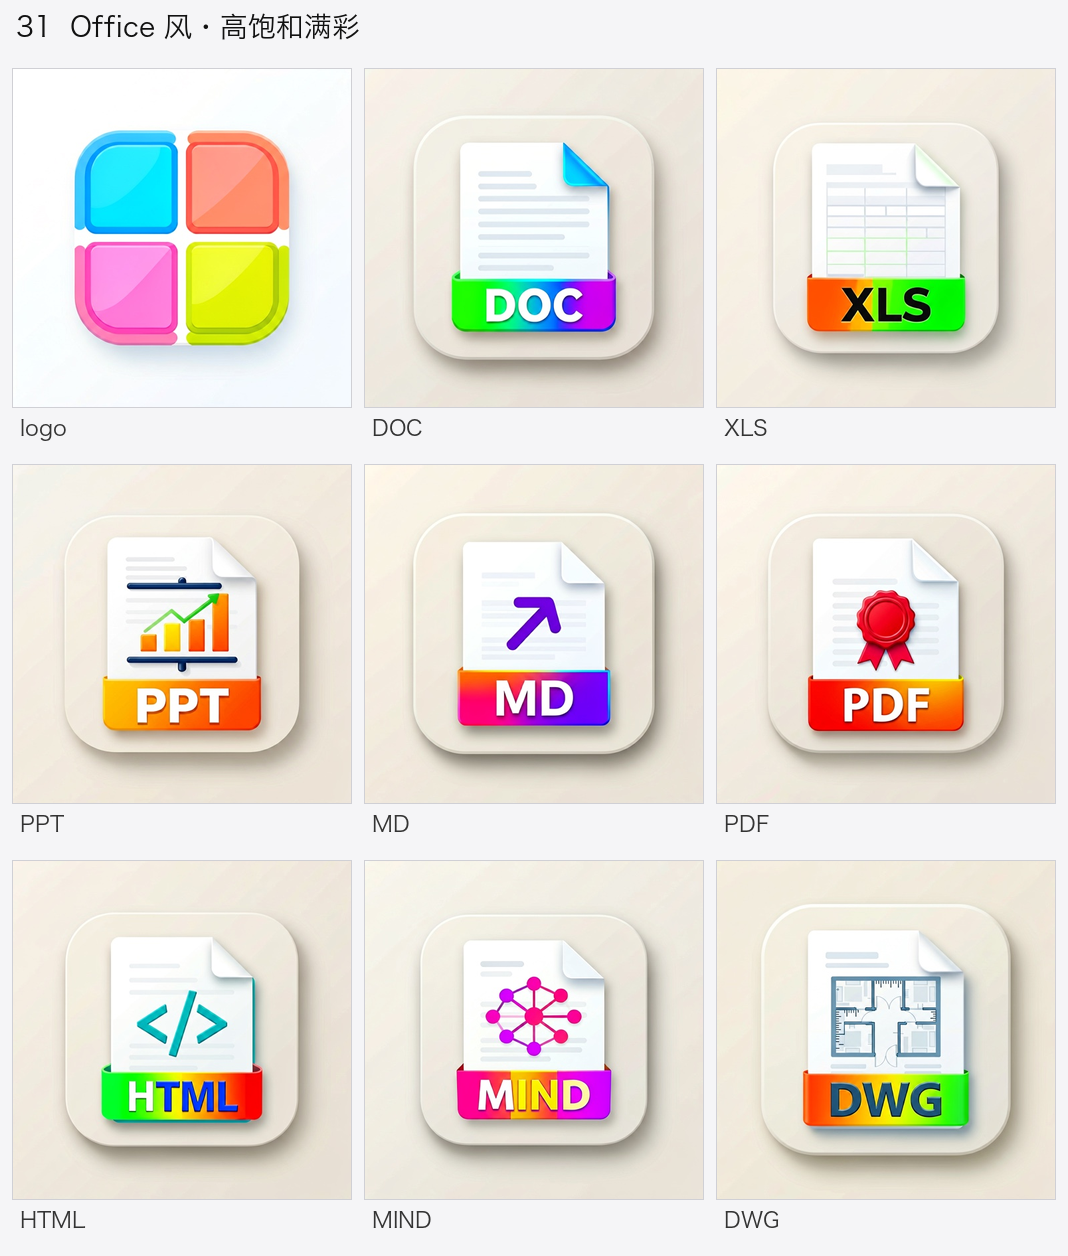 31 Office 风·高饱和满彩
logo
DOC
DOC
XLS
XLS
PPT
PPT
MD
MD
PDF
PDF
HTML
HTML
MIND
MIND
DWG
DWG